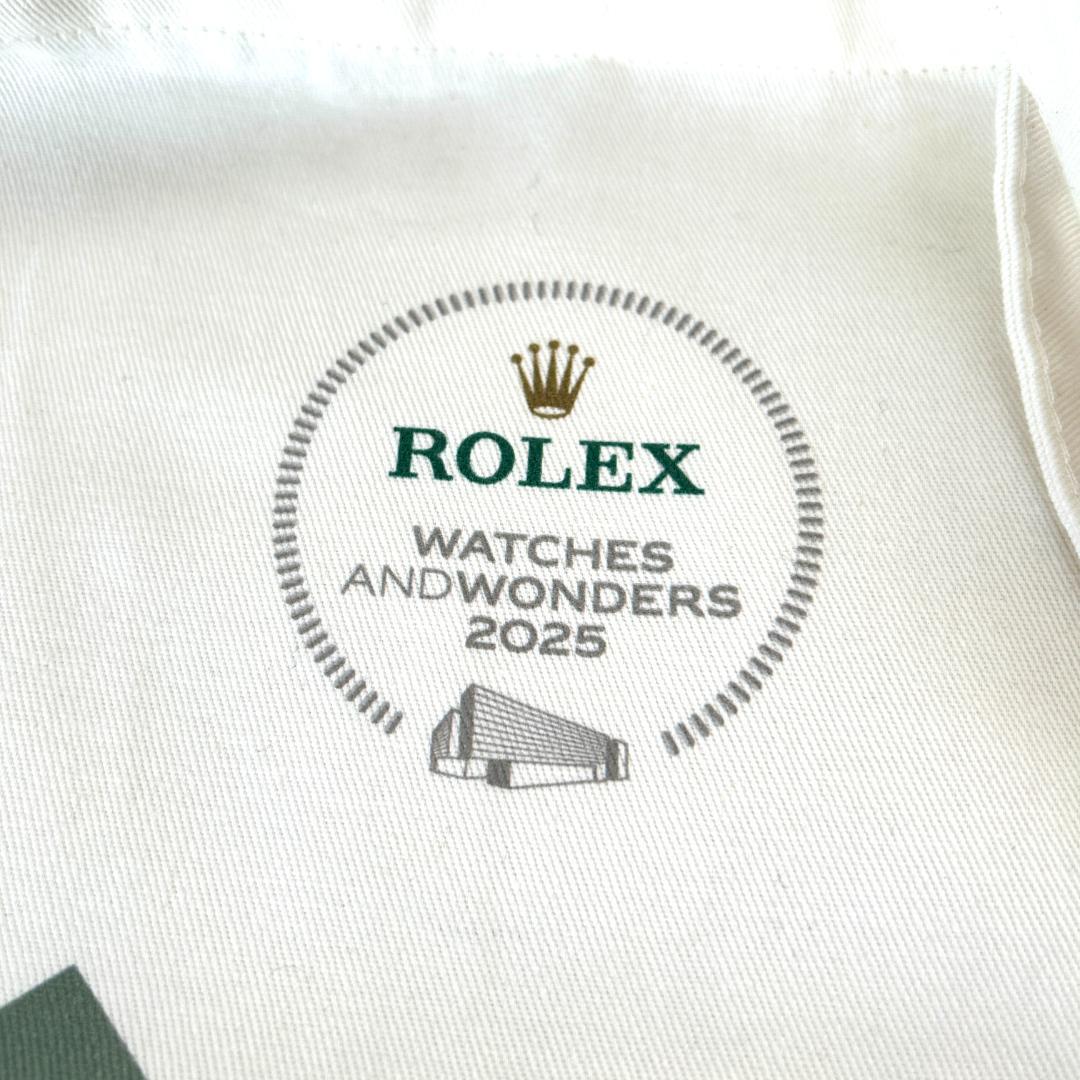 ROLEX
WATCHES
ANDWONDERS
2025